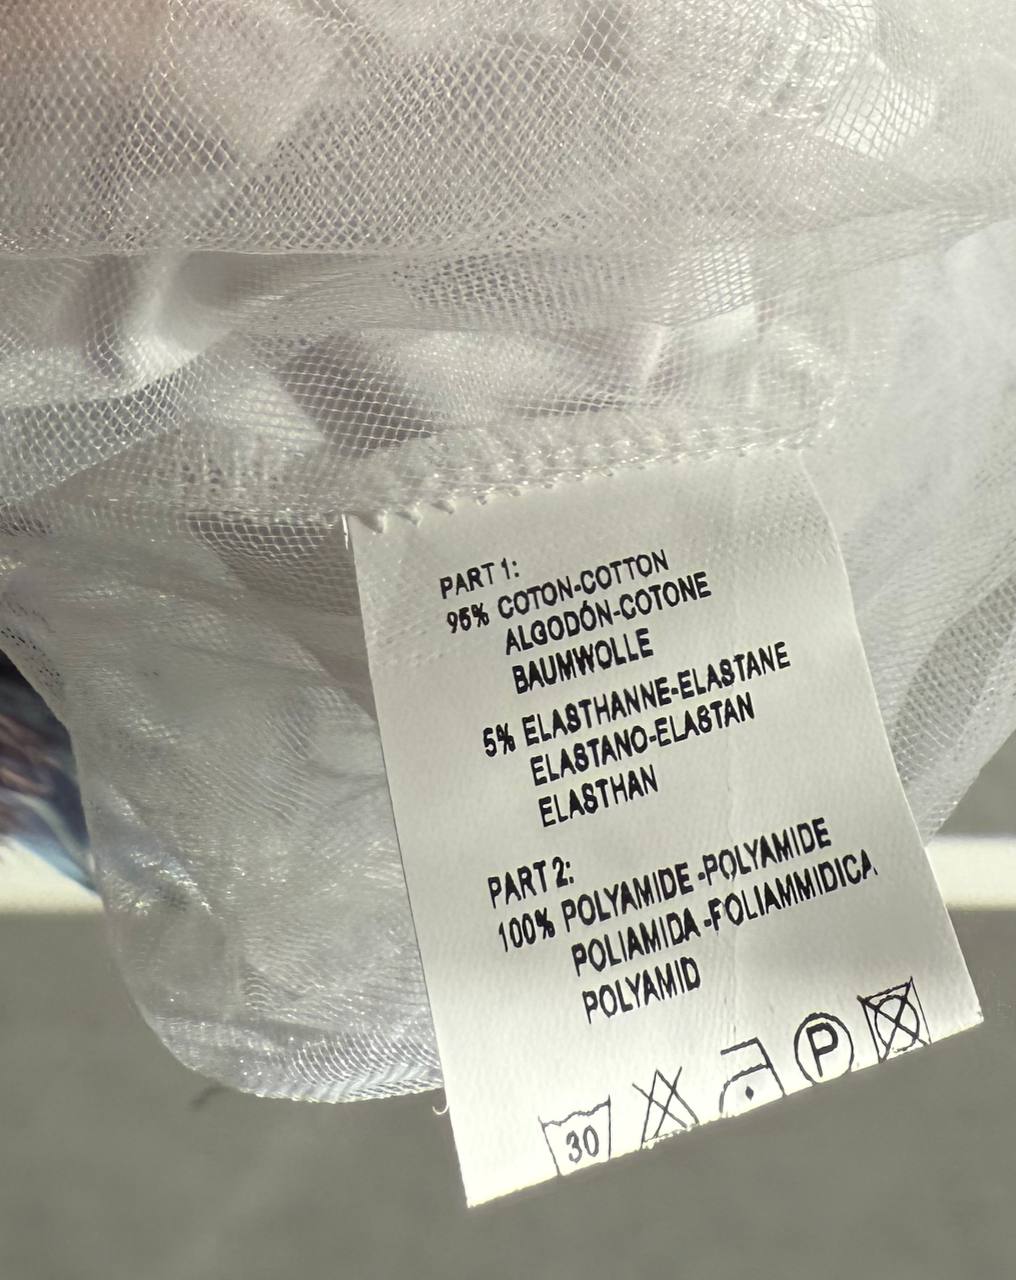 PART 1:
95% COTON-COTTON
ALGODÓN-COTONE
BAUMWOLLE
5% ELASTHANNE-ELASTANE
ELASTANO-ELASTAN
ELASTHAN
PART 2:
100% POLYAMIDE-POLYAMIDE
POLIAMIDA-FOLIAMMIDICA
POLYAMID
30 P